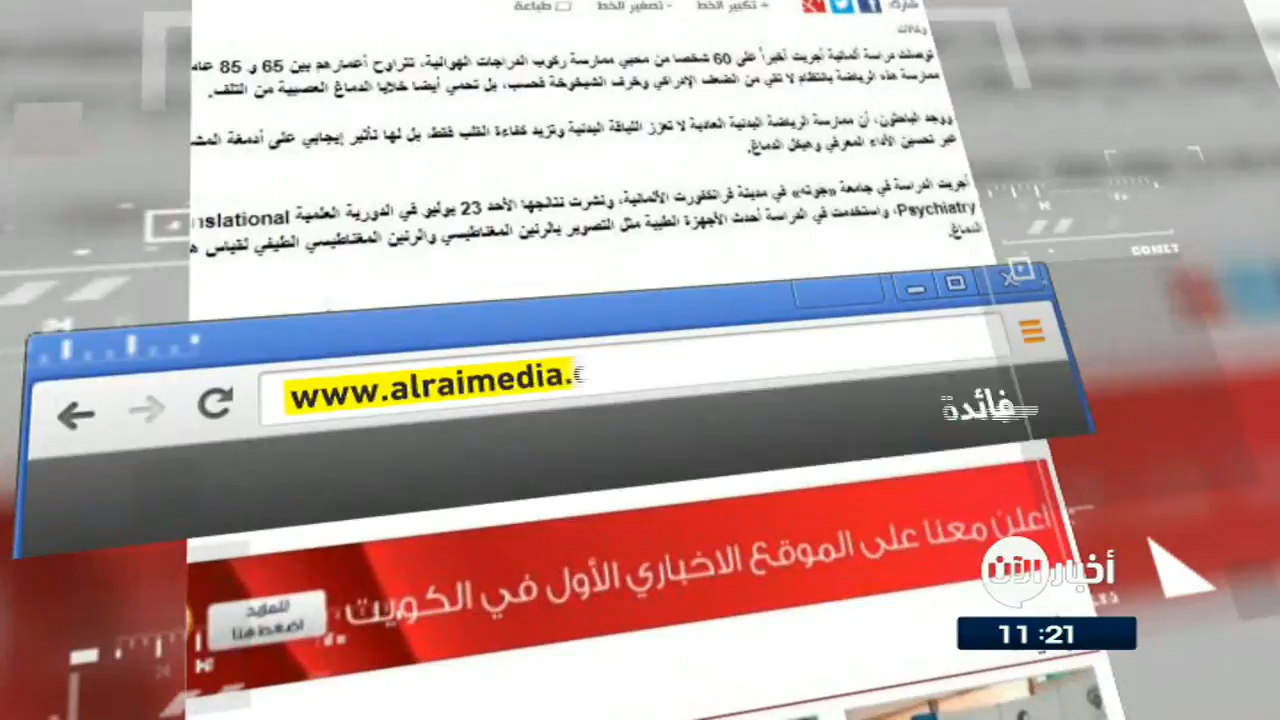 شارك:
+ تكبير الخط
- تصغير الخط
طباعة
وكالات
توصلت دراسة ألمانية أجريت أخيراً على 60 شخصا من محبي ممارسة ركوب الدراجات الهوائية، تتراوح أعمارهم بين 65 و 85 عاما
ممارسة هذه الرياضة بانتظام لا تقي من الضعف الإدراكي وخرف الشيخوخة فحسب، بل تحمي أيضا خلايا الدماغ العصبية من التلف.
ووجد الباحثون، أن ممارسة الرياضة البدنية العادية لا تعزز اللياقة البدنية وتزيد كفاءة القلب فقط، بل لها تأثير إيجابي على أدمغة
عبر تحسين الأداء المعرفي وهيكل الدماغ.
أجريت الدراسة في جامعة «جوته» في مدينة فرانكفورت الألمانية، ونشرت نتائجها الأحد 23 يوليو في الدورية العلمية nslational
Psychiatry، واستخدمت في الدراسة أحدث الأجهزة الطبية مثل التصوير بالرنين المغناطيسي والرنين المغناطيسي الطيفي لقياس
الدماغ.
www.alraimedia.
فائدة
اعلن معنا على الموقع الاخباري الأول في الكويت
للمزيد
اضغط هنا
أخبار الآن
11:21